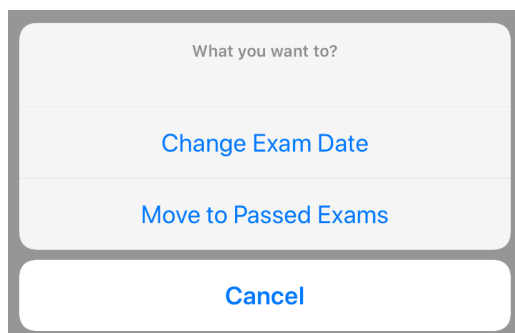 What you want to?
Change Exam Date
Move to Passed Exams
Cancel